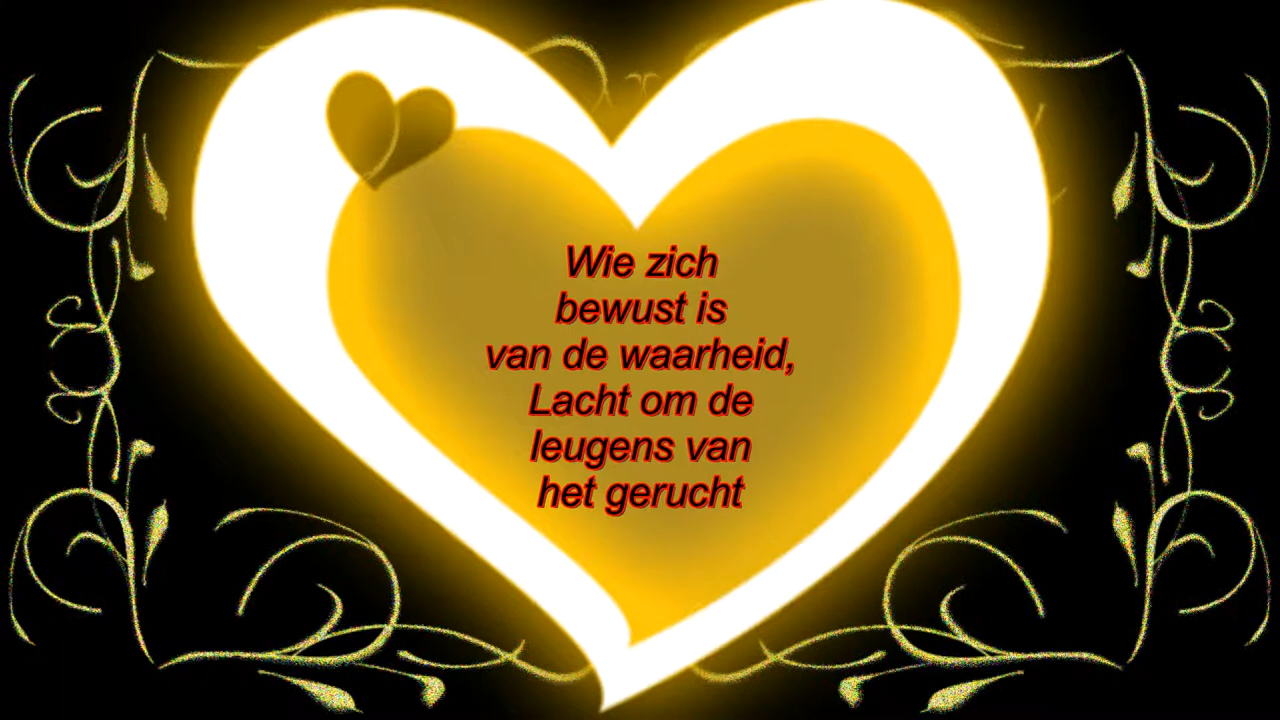 Wie zich
bewust is
van de waarheid,
Lacht om de
leugens van
het gerucht